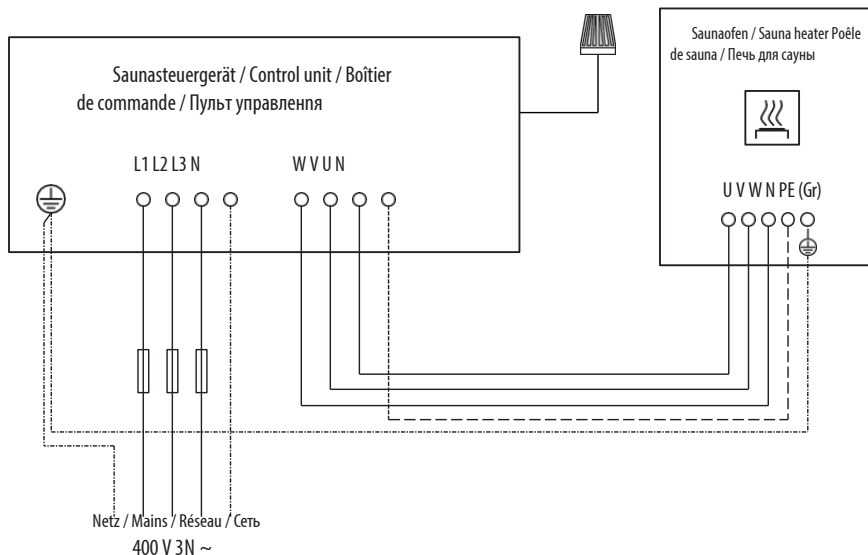 Saunasteuergerät / Control unit / Boîtier
de commande / Пульт управлення
L1 L2 L3 N
W V U N
Saunaofen / Sauna heater Poêle
de sauna / Печь для сауны
U V W N PE (Gr)
Netz / Mains / Réseau / Сеть
400 V 3N ~